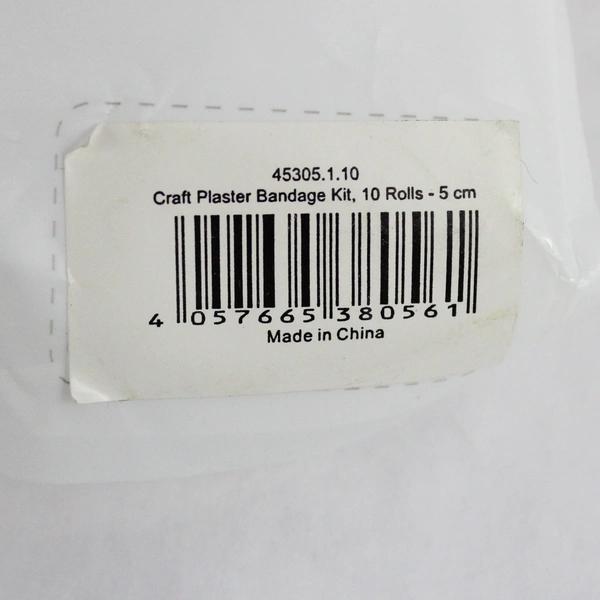 45305.1.10
Craft Plaster Bandage Kit, 10 Rolls - 5 cm
4 057665 380561
Made in China